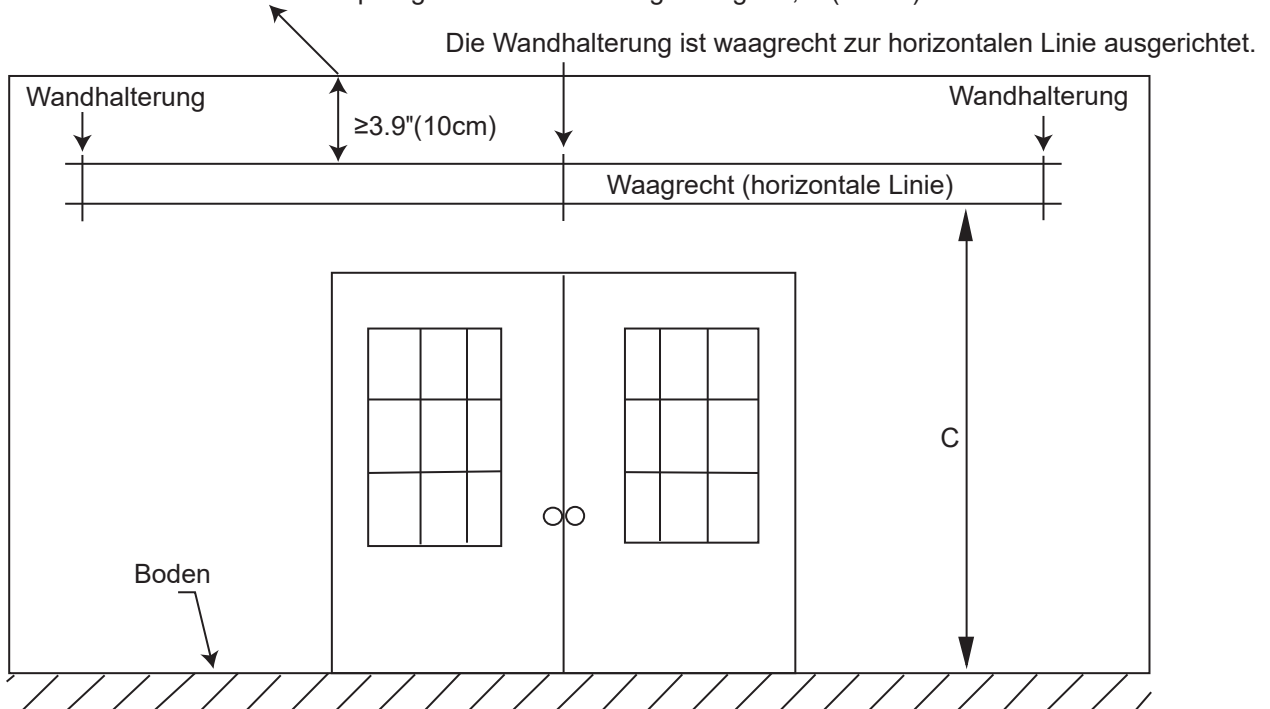 Die Wandhalterung ist waagrecht zur horizontalen Linie ausgerichtet.
Wandhalterung
Wandhalterung
≥3.9"(10cm)
Waagrecht (horizontale Linie)
C
Boden